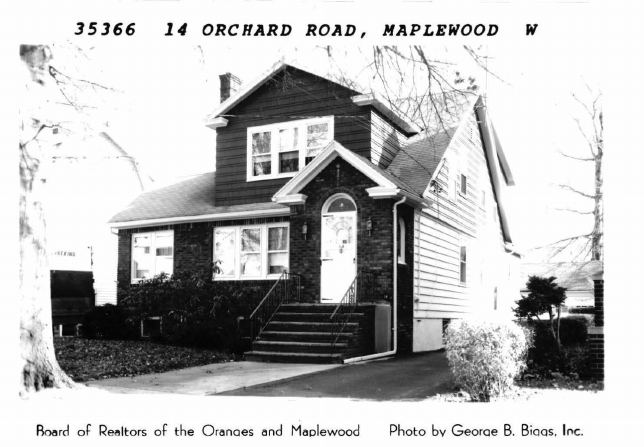 35366 14 ORCHARD ROAD, MAPLEWOOD W
Board of Realtors of the Oranges and Maplewood Photo by George B. Biggs, Inc.